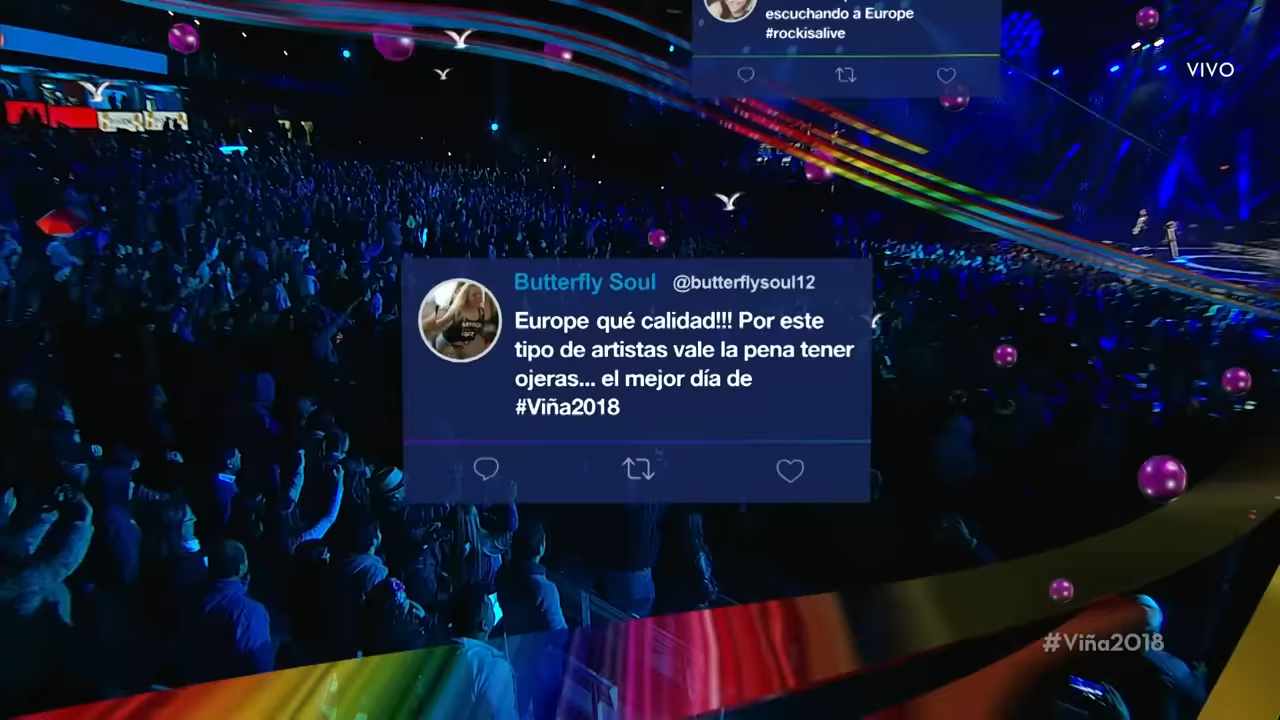 escuchando a Europe
#rockisalive
VIVO
Butterfly Soul @butterflysoul12
Europe qué calidad!!! Por este
tipo de artistas vale la pena tener
ojeras... el mejor día de
#Viña2018
#Viña2018